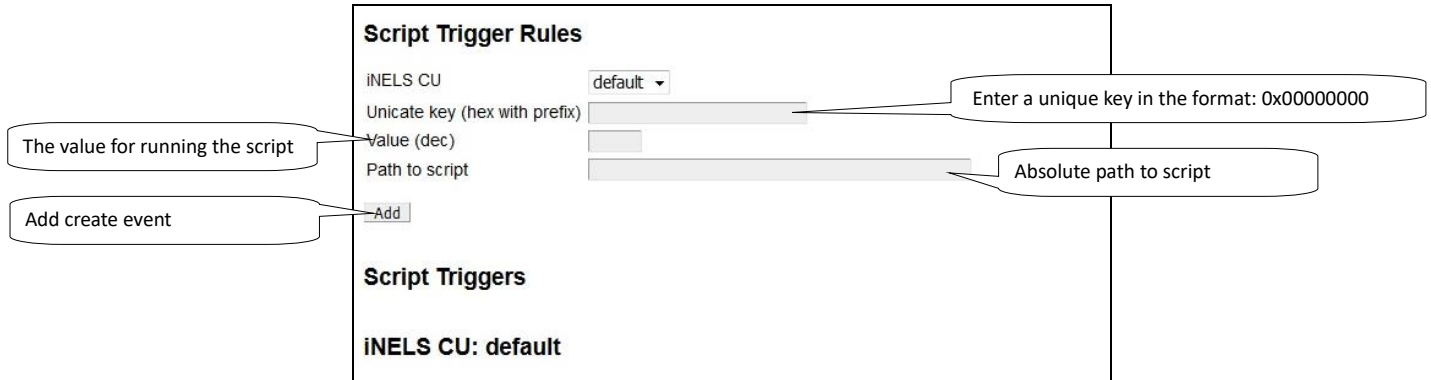 Script Trigger Rules
iNELS CU default
Unicate key (hex with prefix)
Enter a unique key in the format: 0x00000000
The value for running the script
Value (dec)
Path to script
Absolute path to script
Add create event
Add
Script Triggers
iNELS CU: default